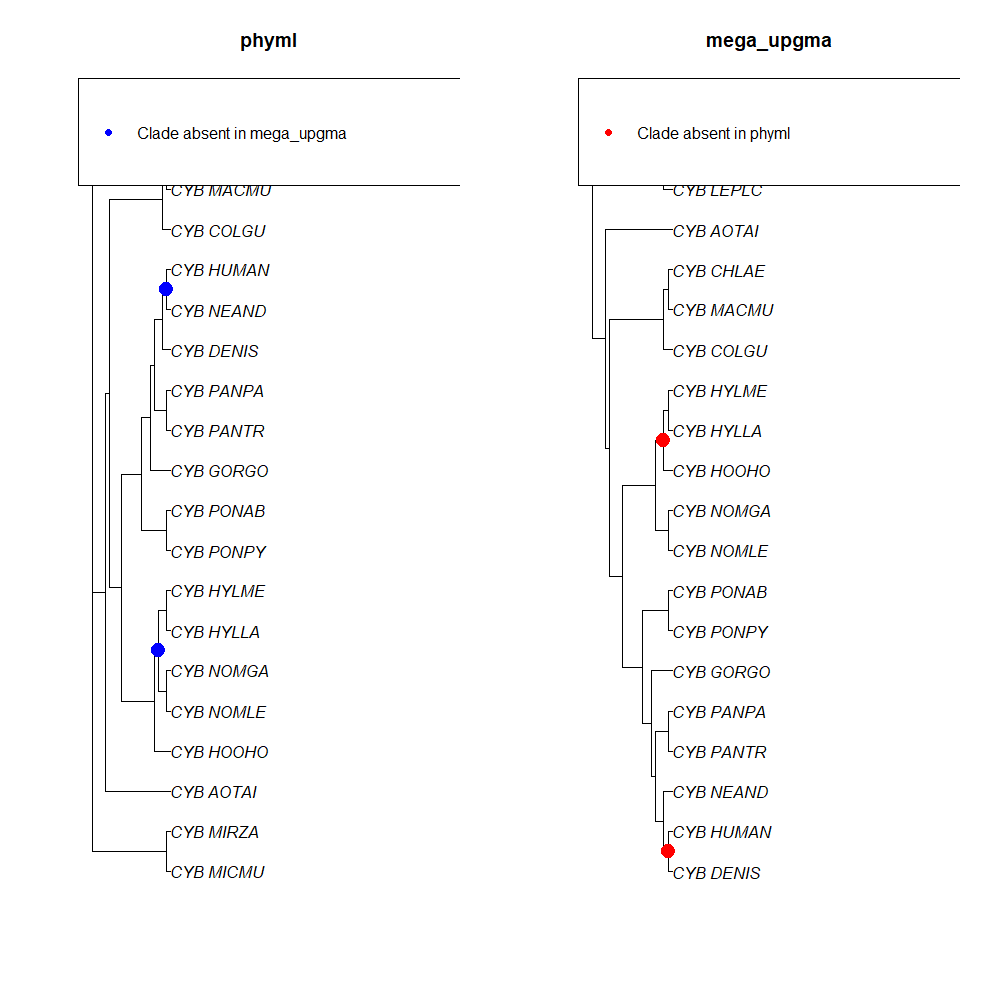 phyml
Clade absent in mega_upgma
CYB MACMU
CYB COLGU
CYB HUMAN
CYB NEAND
CYB DENIS
CYB PANPA
CYB PANTR
CYB GORGO
CYB PONAB
CYB PONPY
CYB HYLME
CYB HYLLA
CYB NOMGA
CYB NOMLE
CYB HOOHO
CYB AOTAI
CYB MIRZA
CYB MICMU
mega_upgma
Clade absent in phyml
CYB LEPLC
CYB AOTAI
CYB CHLAE
CYB MACMU
CYB COLGU
CYB HYLME
CYB HYLLA
CYB HOOHO
CYB NOMGA
CYB NOMLE
CYB PONAB
CYB PONPY
CYB GORGO
CYB PANPA
CYB PANTR
CYB NEAND
CYB HUMAN
CYB DENIS